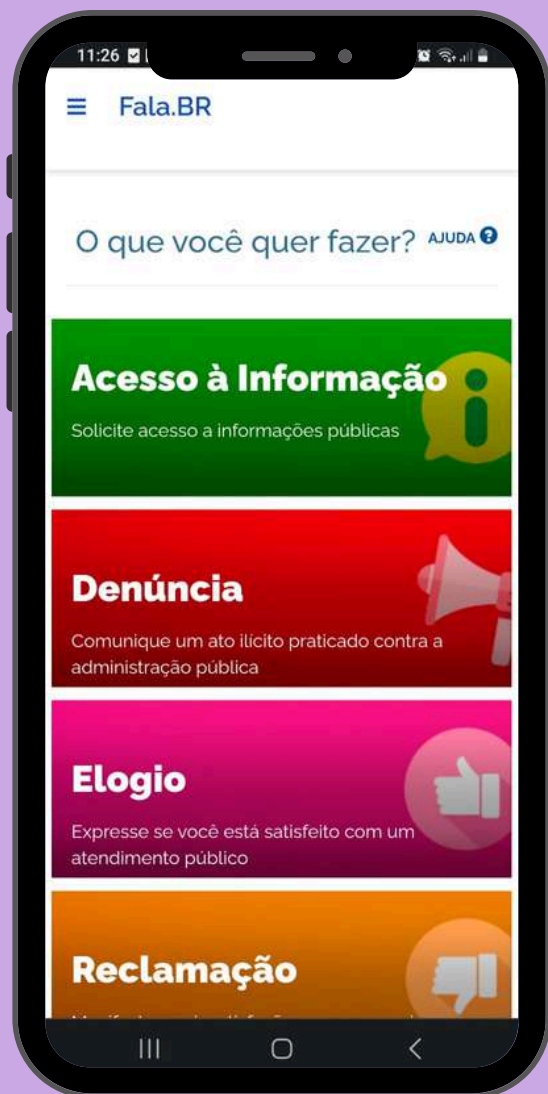 11:26
Fala.BR
O que você quer fazer? AJUDA
Acesso à Informação
Solicite acesso a informações públicas
Denúncia
Comunique um ato ilícito praticado contra a
administração pública
Elogio
Expresse se você está satisfeito com um
atendimento público
Reclamação